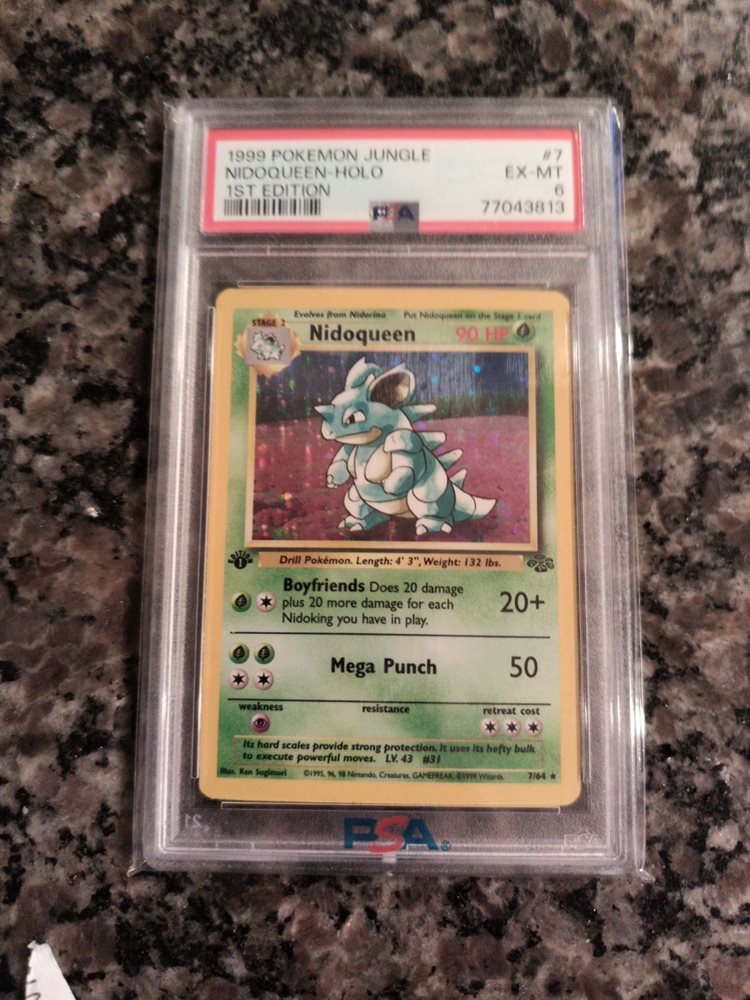 1999 POKEMON JUNGLE #7
NIDOQUEEN-HOLO EX-MT
1ST EDITION 6
77043813
PSA
STAGE 2
Evolves from Nidorina Put Nidoqueen on the Stage 1 card
Nidoqueen 90 HP
EDITION
1
Drill Pokémon. Length: 4' 3", Weight: 132 lbs.
Boyfriends Does 20 damage
plus 20 more damage for each
Nidoking you have in play.
20+
Mega Punch 50
weakness resistance retreat cost
Its hard scales provide strong protection. It uses its hefty bulk
to execute powerful moves. LV. 43 #31
Illus. Ken Sugimori ©1995, 96, 98 Nintendo, Creatures, GAMEFREAK. ©1999 Wizards. 7/64 ★
PSA®